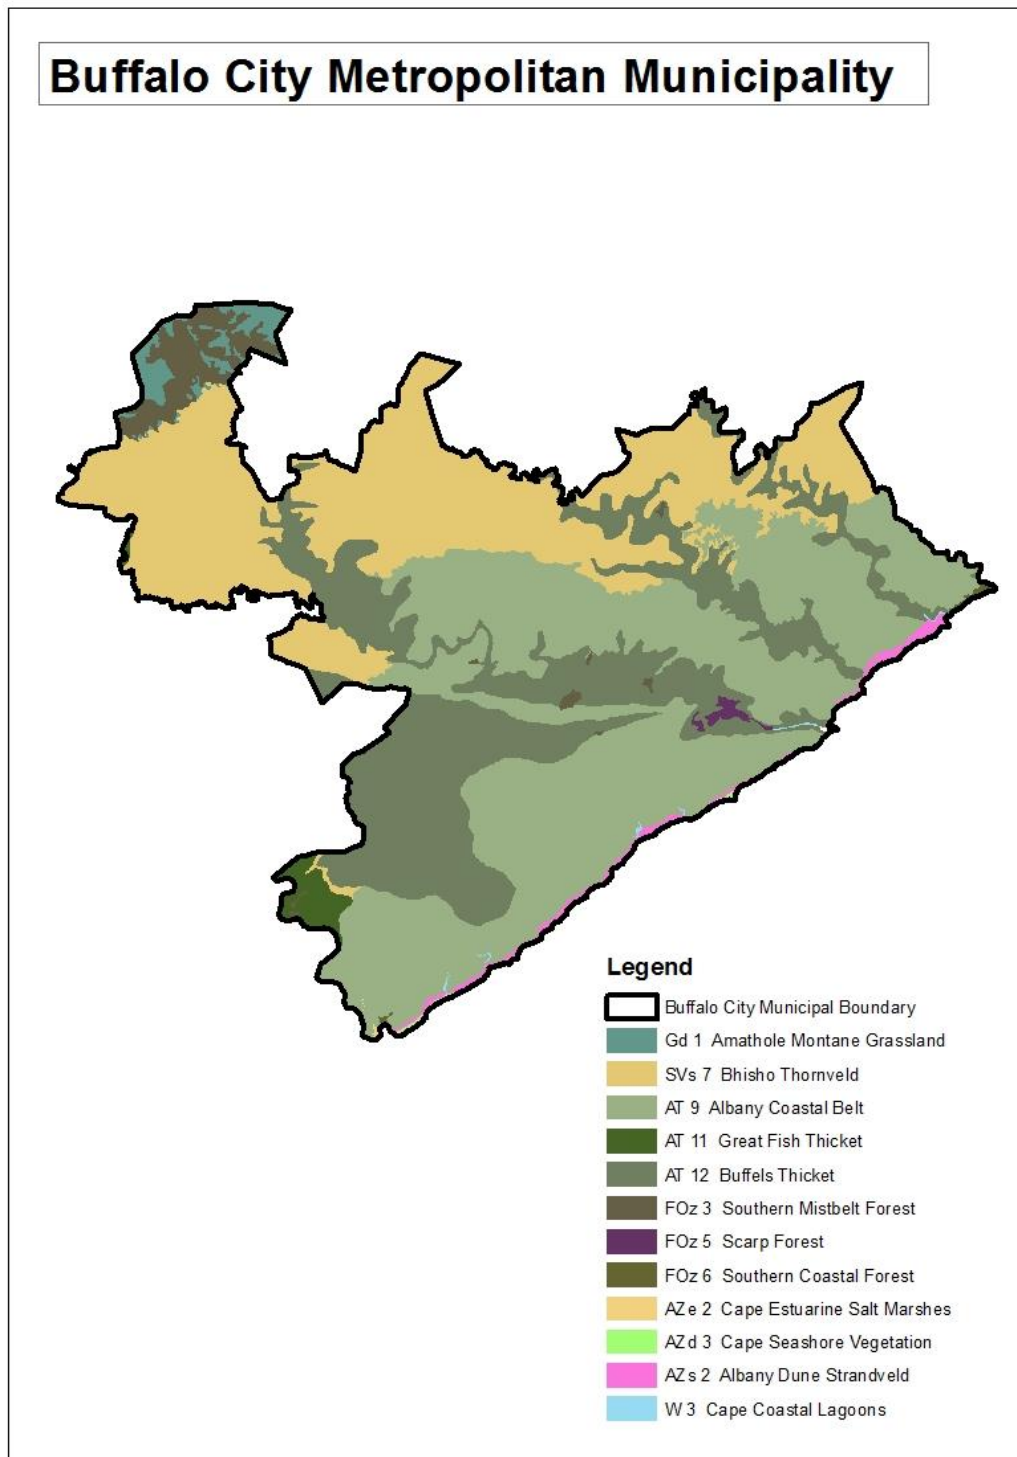 Buffalo City Metropolitan Municipality
Legend
Buffalo City Municipal Boundary
Gd 1 Amathole Montane Grassland
SVs 7 Bhisho Thornveld
AT 9 Albany Coastal Belt
AT 11 Great Fish Thicket
AT 12 Buffels Thicket
FOz 3 Southern Mistbelt Forest
FOz 5 Scarp Forest
FOz 6 Southern Coastal Forest
AZe 2 Cape Estuarine Salt Marshes
AZd 3 Cape Seashore Vegetation
AZs 2 Albany Dune Strandveld
W 3 Cape Coastal Lagoons